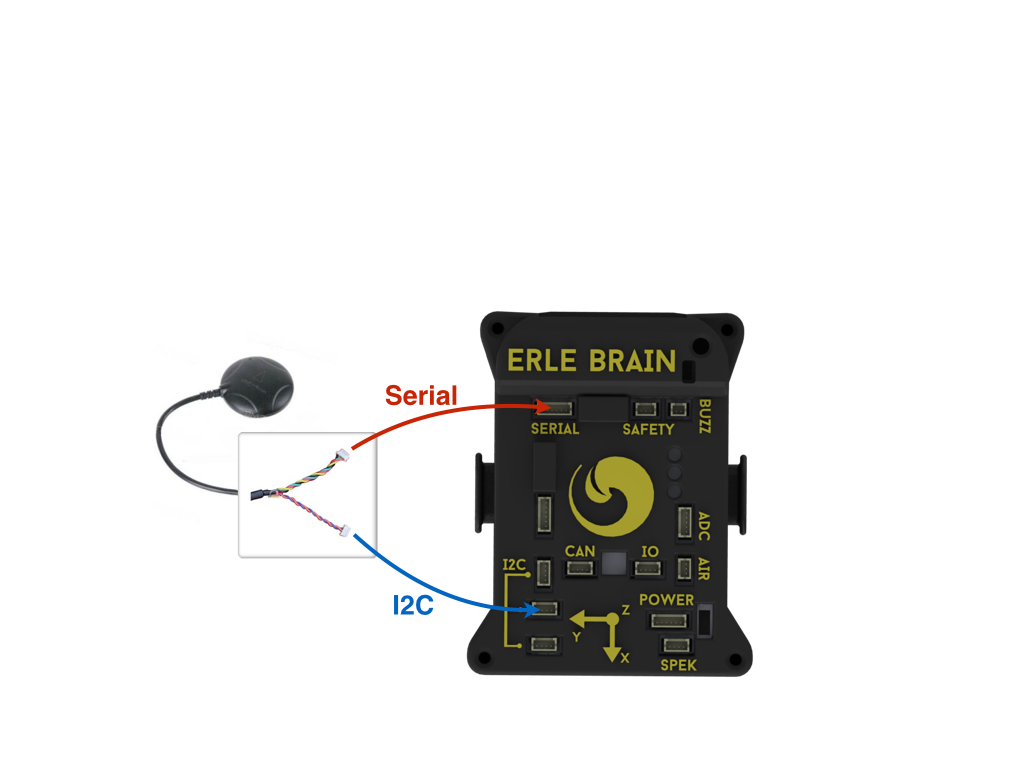 ERLE BRAIN
Serial
SERIAL
SAFETY
BUZZ
ADC
CAN
IO
I2C
AIR
POWER
I2C
Z
Y
X
SPEK